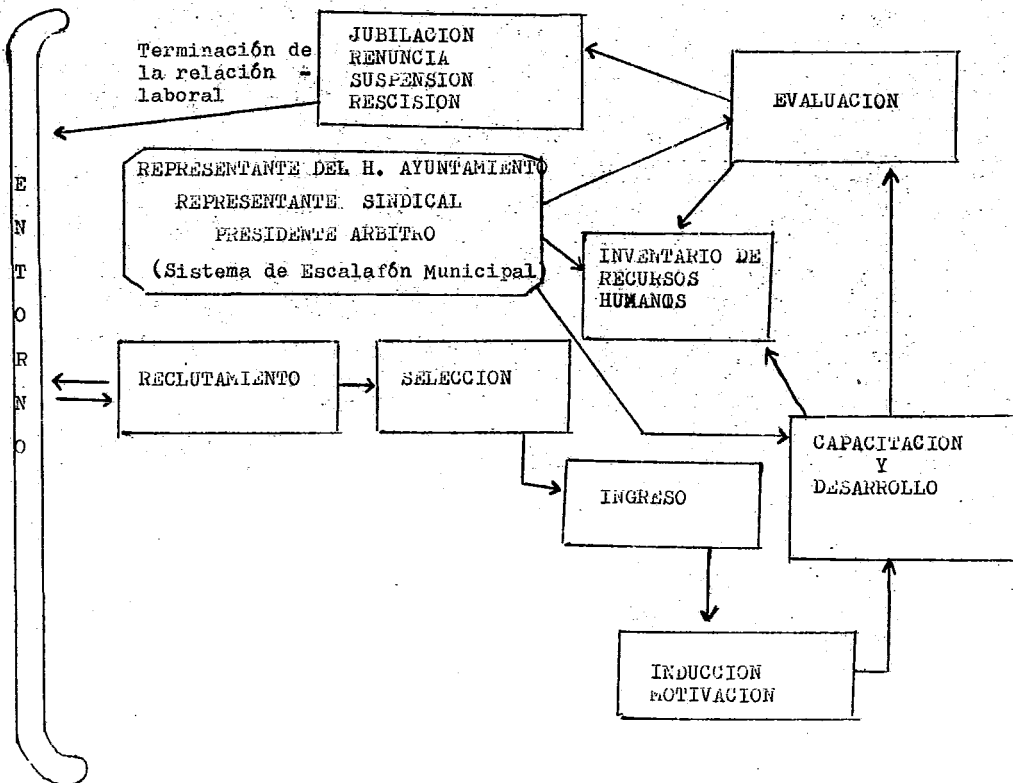 Terminación de
la relación -
laboral
JUBILACION
RENUNCIA
SUSPENSION
RESCISION
EVALUACION
ENTORNO
REPRESENTANTE DEL H. AYUNTAMIENTO
REPRESENTANTE SINDICAL
PRESIDENTE ARBITRO
(Sistema de Escalafón Municipal)
INVENTARIO DE
RECURSOS
HUMANOS
RECLUTAMIENTO
SELECCION
CAPACITACION
Y
DESARROLLO
INGRESO
INDUCCION
MOTIVACION